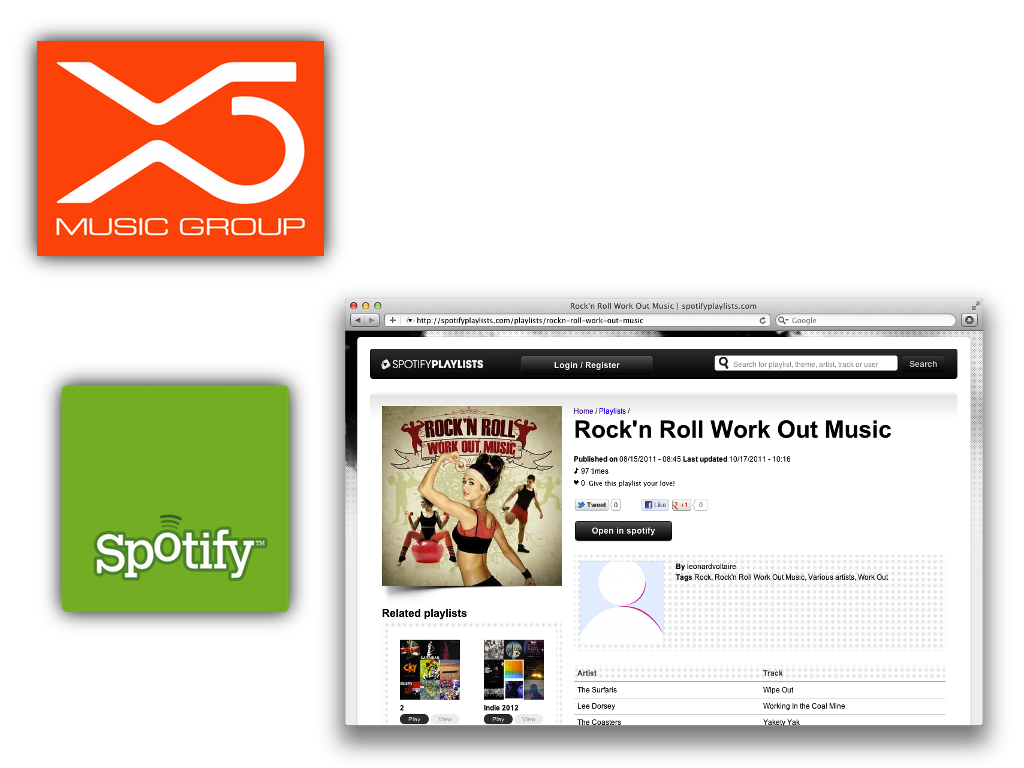 X5
MUSIC GROUP
Spotify™
Rock'n Roll Work Out Music | spotifyplaylists.com
http://spotifyplaylists.com/playlists/rockn-roll-work-out-music
Google
SPOTIFYPLAYLISTS
Login / Register
Search for playlist, theme, artist, track or user
Search
ROCK'N ROLL
WORK OUT MUSIC
Home / Playlists /
Rock'n Roll Work Out Music
Published on 08/15/2011 - 08:45 Last updated 10/17/2011 - 10:16
97 times
0 Give this playlist your love!
Tweet 0 Like +1 0
Open in spotify
By leonardvoltaire
Tags Rock, Rock'n Roll Work Out Music, Various artists, Work Out
Related playlists
CKY
2
Play View
Indie 2012
Play View
Artist Track
The Surfaris Wipe Out
Lee Dorsey Working In the Coal Mine
The Coasters Yakety Yak